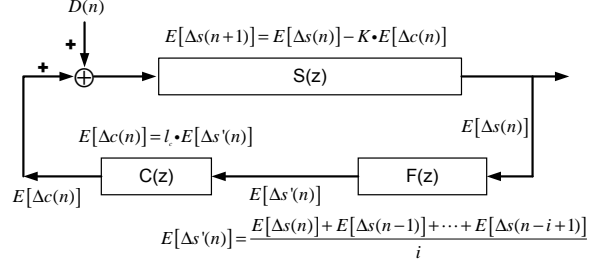 D(n)
+
+
E[Δs(n+1)] = E[Δs(n)] − K•E[Δc(n)]
S(z)
E[Δs(n)]
E[Δc(n)] = l_c • E[Δs'(n)]
C(z)
F(z)
E[Δc(n)]
E[Δs'(n)]
E[Δs'(n)] = (E[Δs(n)] + E[Δs(n−1)] + ⋯ + E[Δs(n−i+1)]) / i